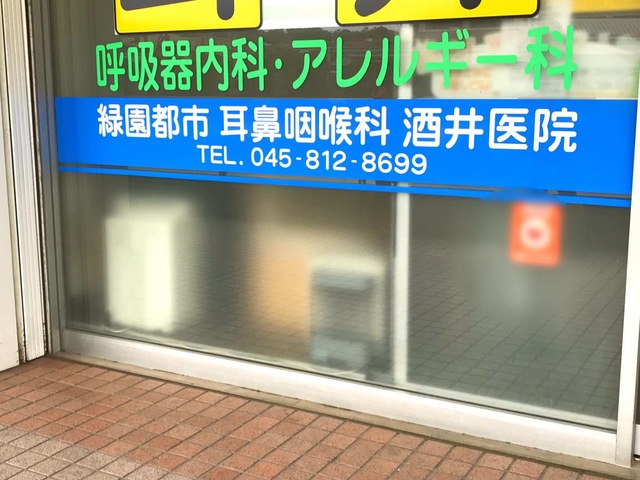 呼吸器内科・アレルギー科
緑園都市 耳鼻咽喉科 酒井医院
TEL. 045-812-8699